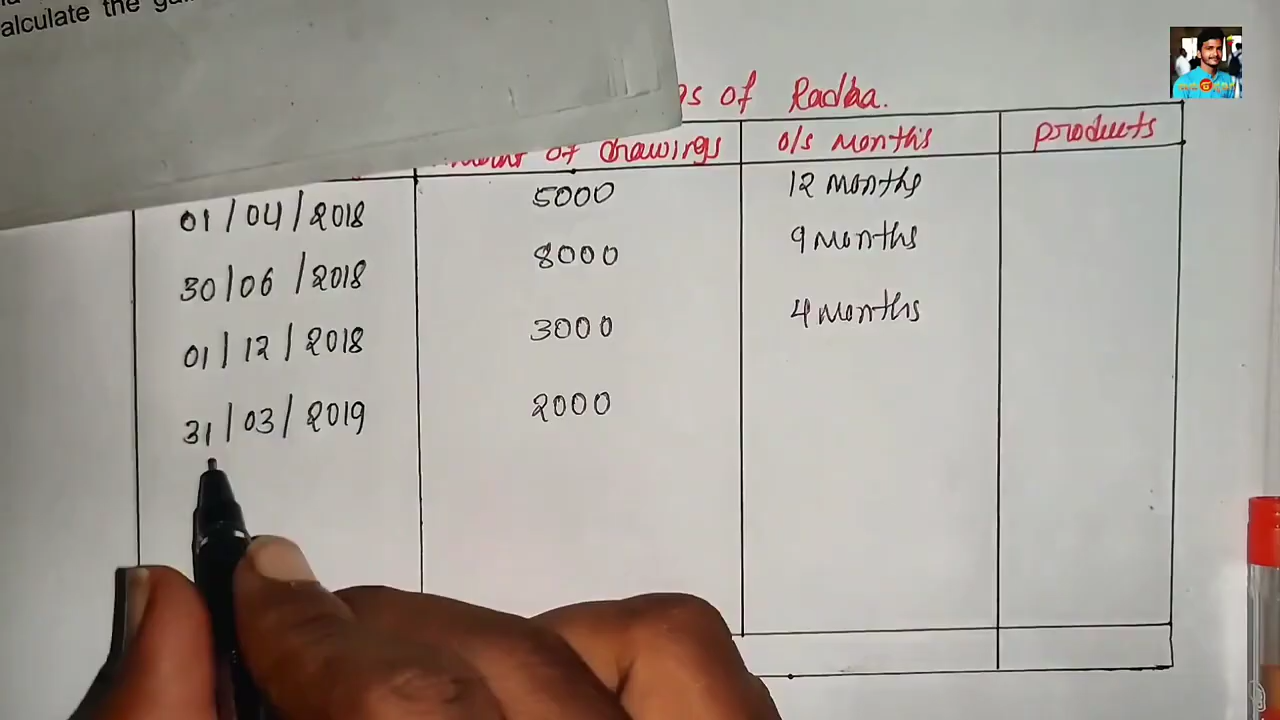 alculate the
of Radha.
of drawings o/s months products
01/04/2018 5000 12 months
30/06/2018 8000 9 months
01/12/2018 3000 4 months
31/03/2019 2000